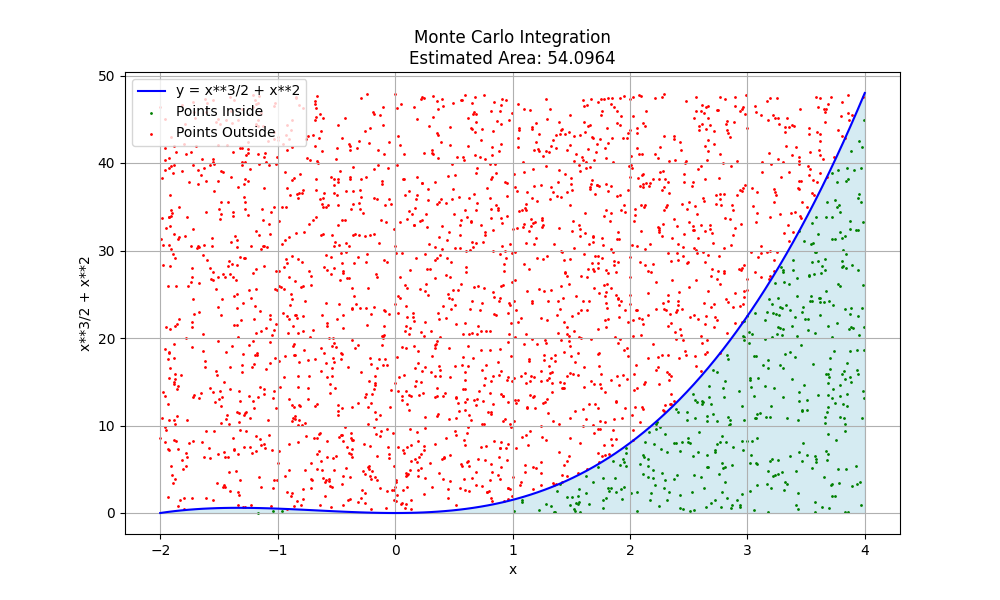 Monte Carlo Integration
Estimated Area: 54.0964
y = x**3/2 + x**2
Points Inside
Points Outside
50
40
30
20
10
0
x**3/2 + x**2
−2
−1
0
1
2
3
4
x